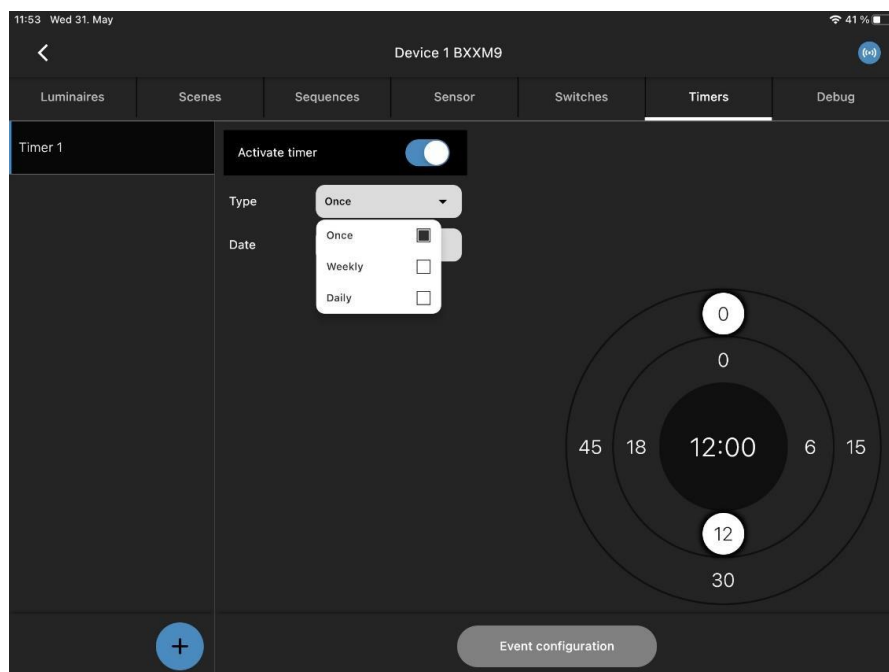 11:53 Wed 31. May 41 %
Device 1 BXXM9
Luminaires Scenes Sequences Sensor Switches Timers Debug
Timer 1
Activate timer
Type Once
Date
Once
Weekly
Daily
0
0
45 18 12:00 6 15
12
30
+ Event configuration